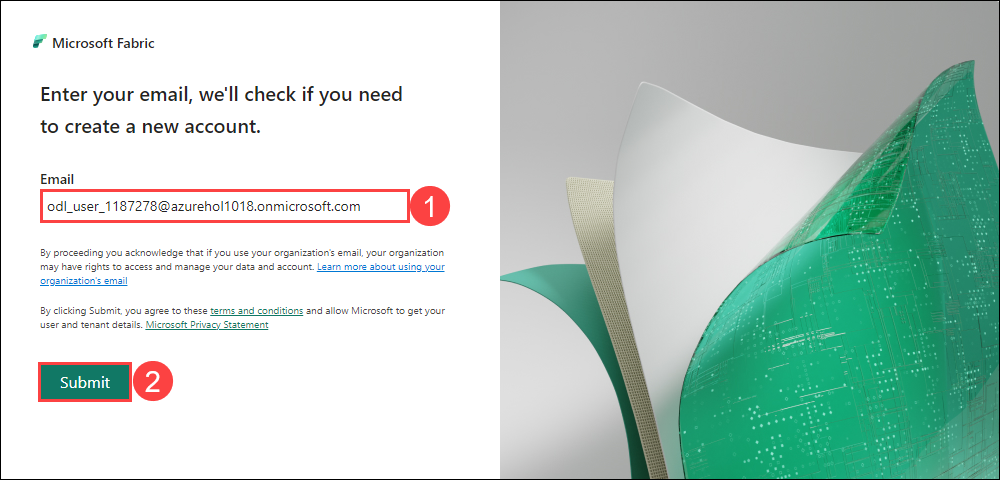 Microsoft Fabric
Enter your email, we'll check if you need
to create a new account.
Email
odl_user_1187278@azurehol1018.onmicrosoft.com
1
By proceeding you acknowledge that if you use your organization's email, your organization
may have rights to access and manage your data and account. Learn more about using your
organization's email
By clicking Submit, you agree to these terms and conditions and allow Microsoft to get your
user and tenant details. Microsoft Privacy Statement
Submit
2